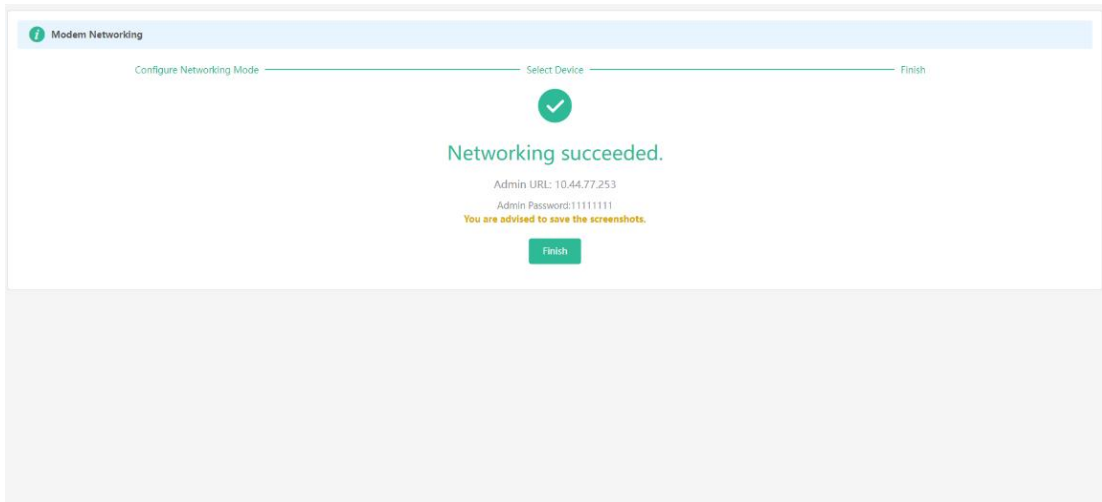 Modem Networking
Configure Networking Mode
Select Device
Finish
Networking succeeded.
Admin URL: 10.44.77.253
Admin Password:11111111
You are advised to save the screenshots.
Finish